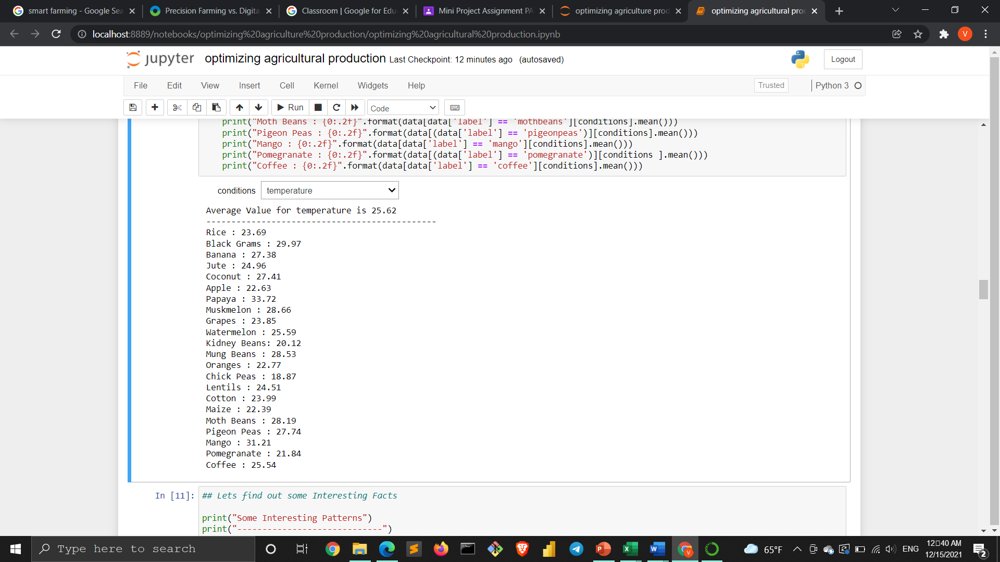 smart farming - Google Sea
Precision Farming vs. Digita
Classroom | Google for Edu
Mini Project Assignment PA
optimizing agriculture prod
optimizing agricultural proc
localhost:8889/notebooks/optimizing%20agriculture%20production/optimizing%20agricultural%20production.ipynb
V
jupyter optimizing agricultural production Last Checkpoint: 12 minutes ago (autosaved)
Logout
File Edit View Insert Cell Kernel Widgets Help
Trusted
Python 3
Run
Code
print("Moth Beans : {0:.2f}".format(data[data['label'] == 'mothbeans'][conditions].mean()))
print("Pigeon Peas : {0:.2f}".format(data[(data['label'] == 'pigeonpeas')][conditions].mean()))
print("Mango : {0:.2f}".format(data[data['label'] == 'mango'][conditions].mean()))
print("Pomegranate : {0:.2f}".format(data[(data['label'] == 'pomegranate')][conditions ].mean()))
print("Coffee : {0:.2f}".format(data[data['label'] == 'coffee'][conditions].mean()))
conditions temperature
Average Value for temperature is 25.62
----------------------------------------------
Rice : 23.69
Black Grams : 29.97
Banana : 27.38
Jute : 24.96
Coconut : 27.41
Apple : 22.63
Papaya : 33.72
Muskmelon : 28.66
Grapes : 23.85
Watermelon : 25.59
Kidney Beans: 20.12
Mung Beans : 28.53
Oranges : 22.77
Chick Peas : 18.87
Lentils : 24.51
Cotton : 23.99
Maize : 22.39
Moth Beans : 28.19
Pigeon Peas : 27.74
Mango : 31.21
Pomegranate : 21.84
Coffee : 25.54
In [11]: ## Lets find out some Interesting Facts
print("Some Interesting Patterns")
print("-----------------------------")
Type here to search
65°F
ENG
12:40 AM
12/15/2021
2